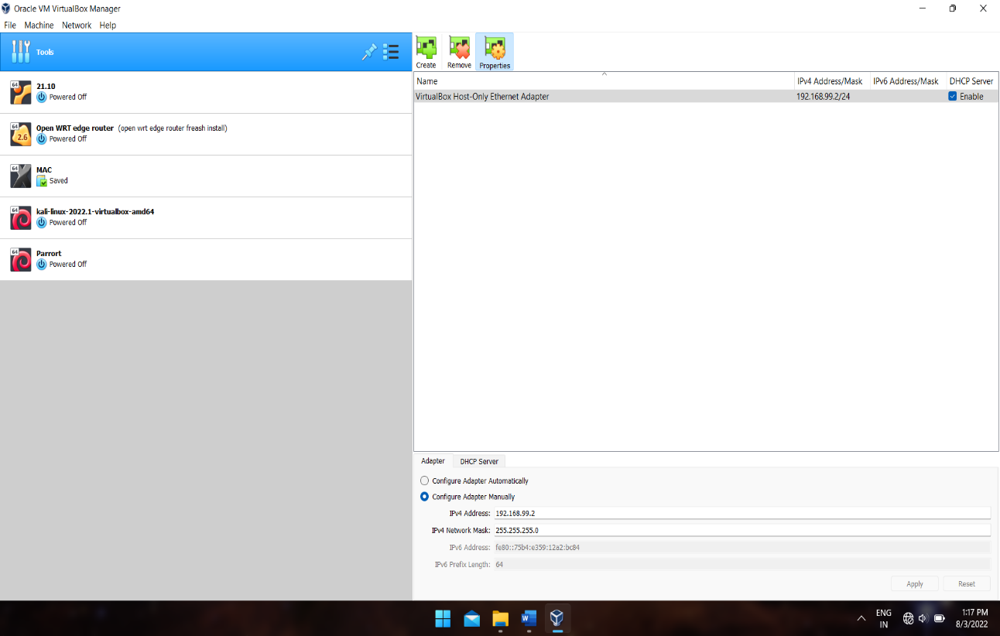 Oracle VM VirtualBox Manager
File Machine Network Help
Tools
64
21.10
Powered Off
64
2.6
Open WRT edge router (open wrt edge router freash install)
Powered Off
64
MAC
Saved
64
kali-linux-2022.1-virtualbox-amd64
Powered Off
64
Parrort
Powered Off
Create Remove Properties
Name IPv4 Address/Mask IPv6 Address/Mask DHCP Server
VirtualBox Host-Only Ethernet Adapter 192.168.99.2/24 Enable
Adapter DHCP Server
Configure Adapter Automatically
Configure Adapter Manually
IPv4 Address: 192.168.99.2
IPv4 Network Mask: 255.255.255.0
IPv6 Address: fe80::75b4:e359:12a2:bc84
IPv6 Prefix Length: 64
Apply Reset
W
ENG
IN
1:17 PM
8/3/2022